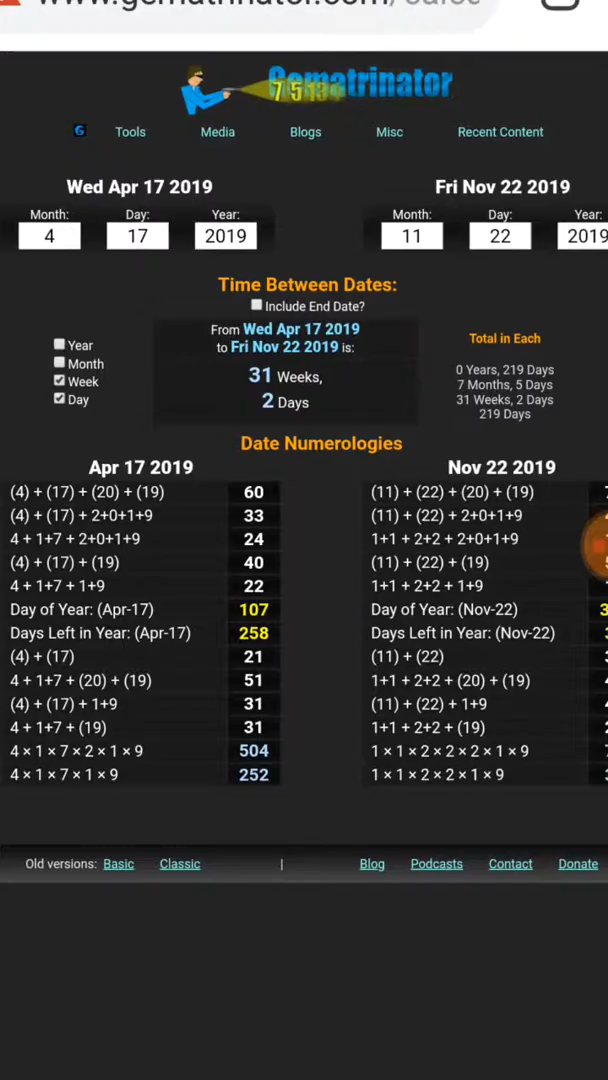 Gematrinator
7 5 13
G Tools Media Blogs Misc Recent Content
Wed Apr 17 2019
Month: Day: Year:
4 17 2019
Fri Nov 22 2019
Month: Day: Year:
11 22 2019
Time Between Dates:
Include End Date?
Year
Month
Week
Day
From Wed Apr 17 2019
to Fri Nov 22 2019 is:
31 Weeks,
2 Days
Total in Each
0 Years, 219 Days
7 Months, 5 Days
31 Weeks, 2 Days
219 Days
Date Numerologies
Apr 17 2019
(4) + (17) + (20) + (19) 60
(4) + (17) + 2+0+1+9 33
4 + 1+7 + 2+0+1+9 24
(4) + (17) + (19) 40
4 + 1+7 + 1+9 22
Day of Year: (Apr-17) 107
Days Left in Year: (Apr-17) 258
(4) + (17) 21
4 + 1+7 + (20) + (19) 51
(4) + (17) + 1+9 31
4 + 1+7 + (19) 31
4 × 1 × 7 × 2 × 1 × 9 504
4 × 1 × 7 × 1 × 9 252
Nov 22 2019
(11) + (22) + (20) + (19)
(11) + (22) + 2+0+1+9
1+1 + 2+2 + 2+0+1+9
(11) + (22) + (19)
1+1 + 2+2 + 1+9
Day of Year: (Nov-22)
Days Left in Year: (Nov-22)
(11) + (22)
1+1 + 2+2 + (20) + (19)
(11) + (22) + 1+9
1+1 + 2+2 + (19)
1 × 1 × 2 × 2 × 2 × 1 × 9
1 × 1 × 2 × 2 × 1 × 9
Old versions: Basic Classic | Blog Podcasts Contact Donate